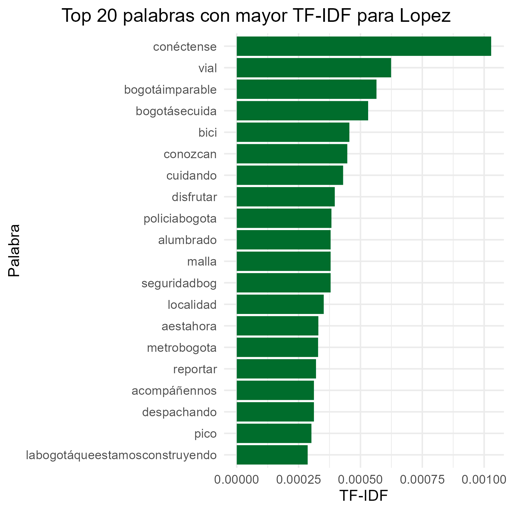 Top 20 palabras con mayor TF-IDF para Lopez
Palabra
conéctense
vial
bogotáimparable
bogotásecuida
bici
conozcan
cuidando
disfrutar
policiabogota
alumbrado
malla
seguridadbog
localidad
aestahora
metrobogota
reportar
acompáñennos
despachando
pico
labogotáqueestamosconstruyendo
0.00000 0.00025 0.00050 0.00075 0.00100
TF-IDF